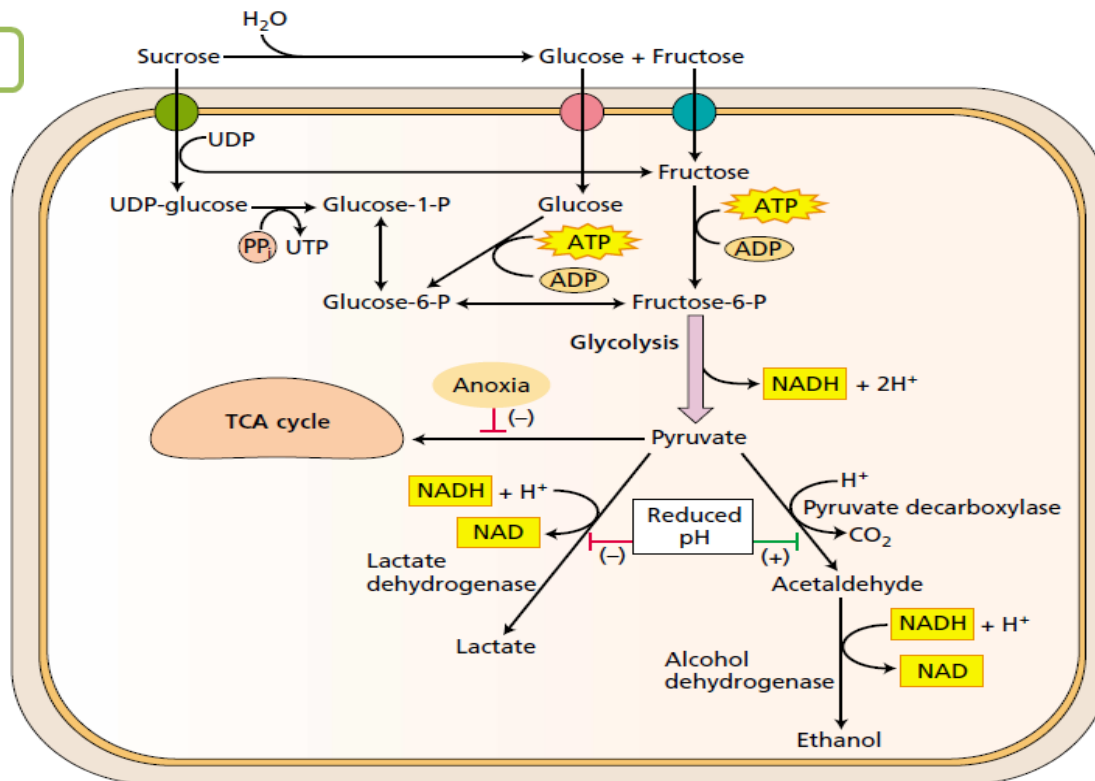 H₂O
Sucrose
Glucose + Fructose
UDP
Fructose
UDP-glucose
Glucose-1-P
Glucose
ATP
PPᵢ
UTP
ATP
ADP
ADP
Glucose-6-P
Fructose-6-P
Glycolysis
NADH + 2H⁺
Anoxia
(–)
TCA cycle
Pyruvate
NADH + H⁺
NAD
Reduced
pH
(–)
(+)
H⁺
Pyruvate decarboxylase
CO₂
Lactate
dehydrogenase
Acetaldehyde
Lactate
NADH + H⁺
NAD
Alcohol
dehydrogenase
Ethanol